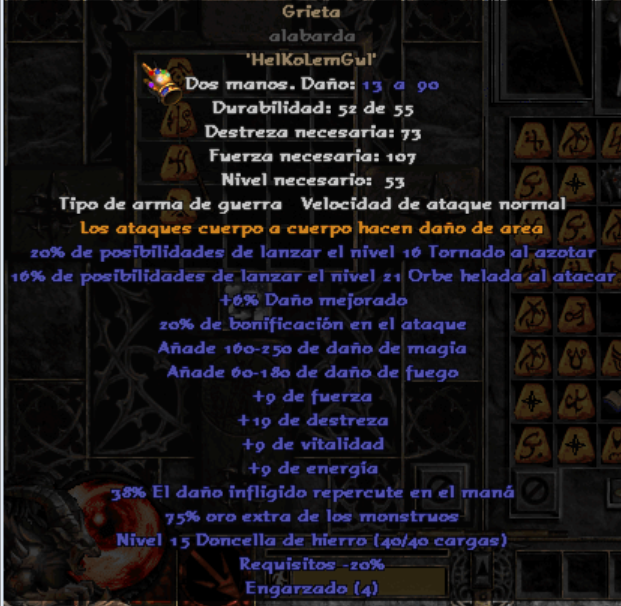 Grieta
alabarda
'HelKoLemGul'
Dos manos. Daño: 13 a 90
Durabilidad: 52 de 55
Destreza necesaria: 73
Fuerza necesaria: 107
Nivel necesario: 53
Tipo de arma de guerra Velocidad de ataque normal
Los ataques cuerpo a cuerpo hacen daño de area
20% de posibilidades de lanzar el nivel 16 Tornado al azotar
16% de posibilidades de lanzar el nivel 21 Orbe helada al atacar
+6% Daño mejorado
20% de bonificación en el ataque
Añade 160-250 de daño de magia
Añade 60-180 de daño de fuego
+9 de fuerza
+19 de destreza
+9 de vitalidad
+9 de energía
38% El daño infligido repercute en el maná
75% oro extra de los monstruos
Nivel 15 Doncella de hierro (40/40 cargas)
Requisitos -20%
Engarzado (4)